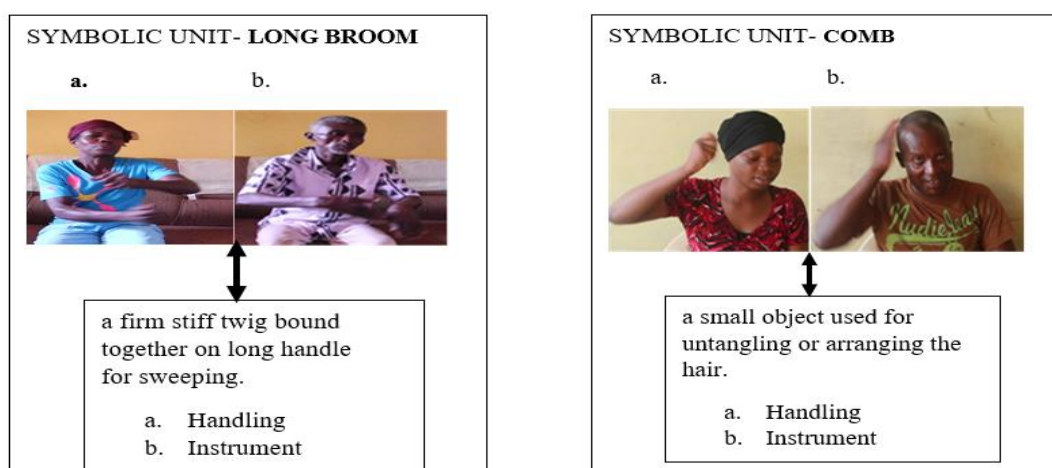 SYMBOLIC UNIT- LONG BROOM
a. b.
a firm stiff twig bound
together on long handle
for sweeping.
a. Handling
b. Instrument
SYMBOLIC UNIT- COMB
a. b.
a small object used for
untangling or arranging the
hair.
a. Handling
b. Instrument